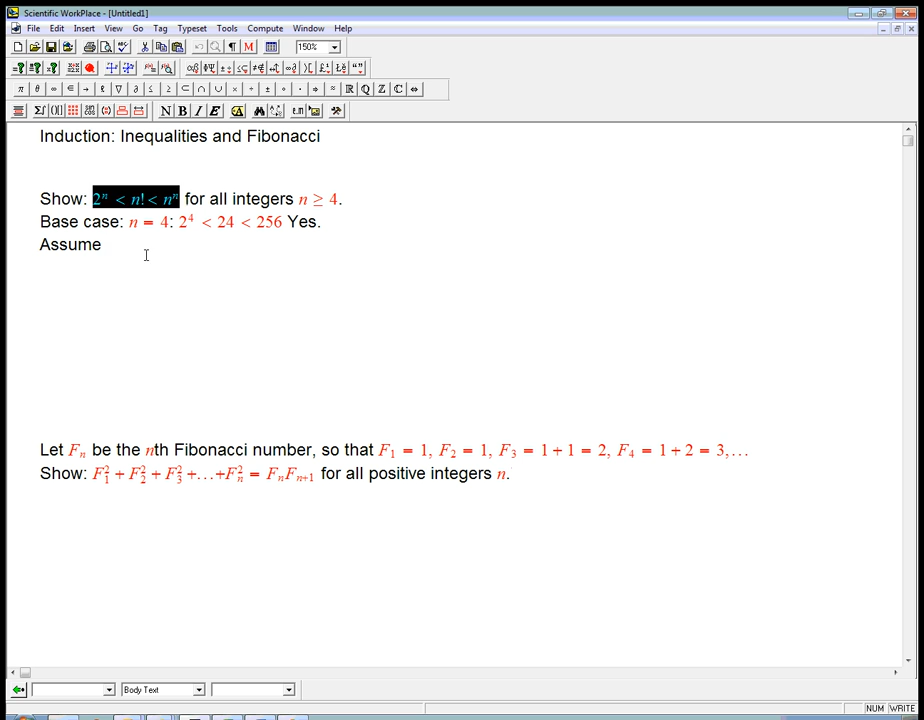 Scientific WorkPlace - [Untitled1]
File Edit Insert View Go Tag Typeset Tools Compute Window Help
150%
N B I E
Induction: Inequalities and Fibonacci
Show: 2ⁿ < n! < nⁿ for all integers n ≥ 4.
Base case: n = 4: 2⁴ < 24 < 256 Yes.
Assume
Let Fₙ be the nth Fibonacci number, so that F₁ = 1, F₂ = 1, F₃ = 1 + 1 = 2, F₄ = 1 + 2 = 3,…
Show: F₁² + F₂² + F₃² +…+Fₙ² = FₙFₙ₊₁ for all positive integers n.
Body Text
NUM WRITE